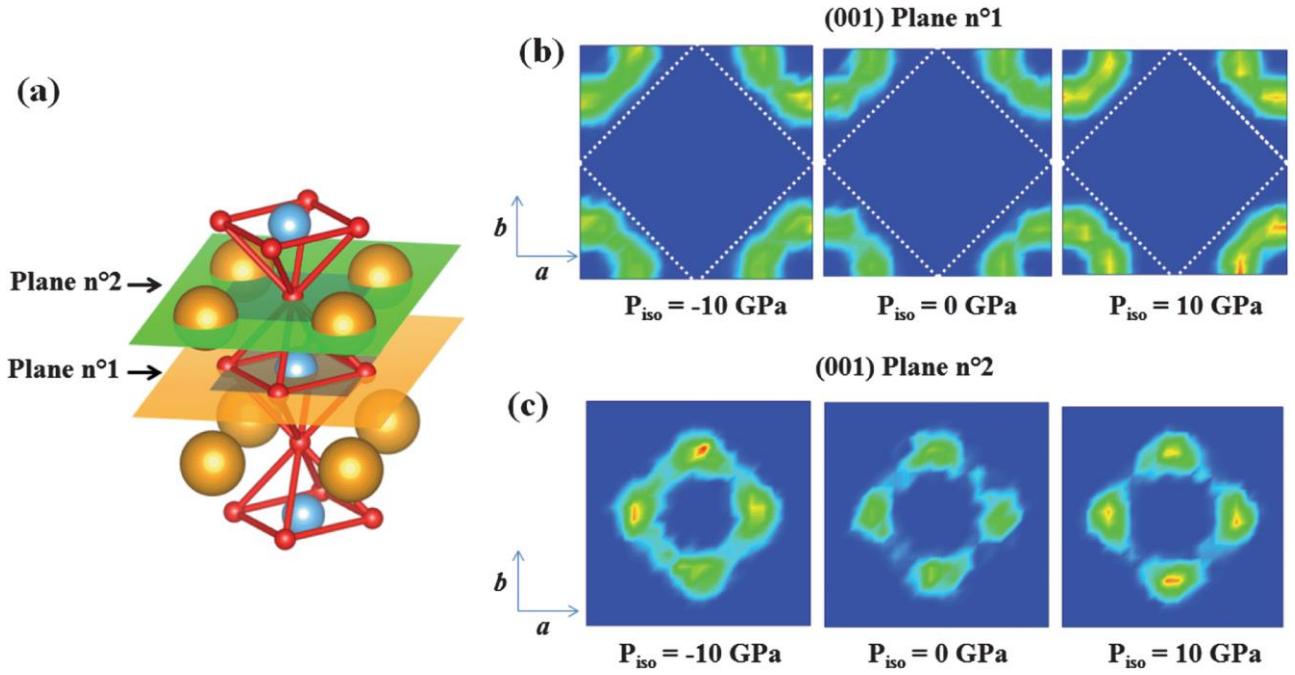 (001) Plane n°1
(a)
(b)
Plane n°2
Plane n°1
b
a
P_iso = -10 GPa
P_iso = 0 GPa
P_iso = 10 GPa
(001) Plane n°2
(c)
b
a
P_iso = -10 GPa
P_iso = 0 GPa
P_iso = 10 GPa